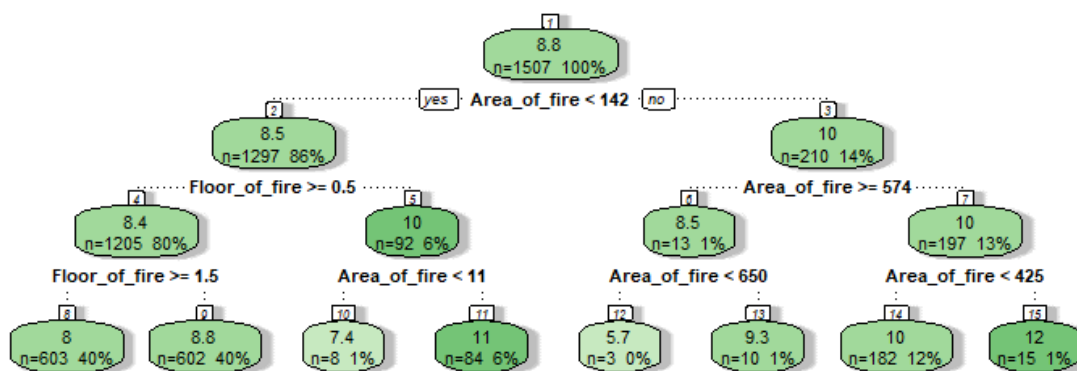 1
8.8
n=1507 100%
yes Area_of_fire < 142 no
2
3
8.5
10
n=1297 86%
n=210 14%
Floor_of_fire >= 0.5
Area_of_fire >= 574
4
5
6
7
8.4
10
8.5
10
n=1205 80%
n=92 6%
n=13 1%
n=197 13%
Floor_of_fire >= 1.5
Area_of_fire < 11
Area_of_fire < 650
Area_of_fire < 425
8
9
10
11
12
13
14
15
8
8.8
7.4
11
5.7
9.3
10
12
n=603 40%
n=602 40%
n=8 1%
n=84 6%
n=3 0%
n=10 1%
n=182 12%
n=15 1%